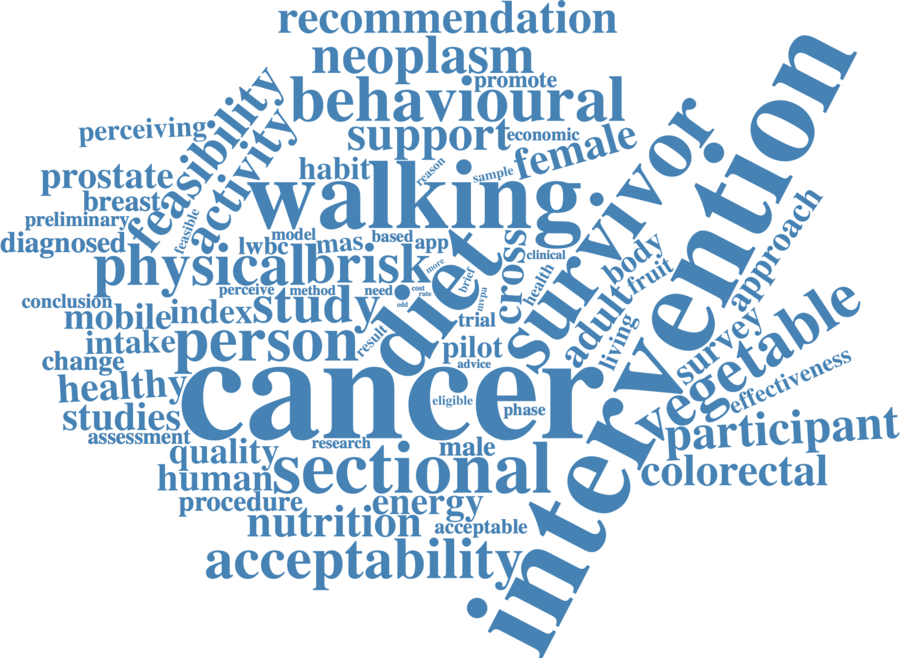 recommendation
neoplasm
promote
behavioural
perceiving
feasibility
activity
support
economic
female
prostate
habit
reason
sample
survivor
intervention
breast
walking
preliminary
feasible
diagnosed
model
lwbc
mas
based
app
clinical
physical
brisk
more
diet
brief
mvpa
cross
health
body
fruit
approach
conclusion
perceive
method
need
cost
rate
odd
mobile
index
study
trial
adult
living
survey
vegetable
intake
person
result
pilot
advice
change
healthy
cancer
eligible
phase
effectiveness
studies
assessment
research
male
participant
quality
human
sectional
colorectal
procedure
energy
nutrition
acceptable
acceptability